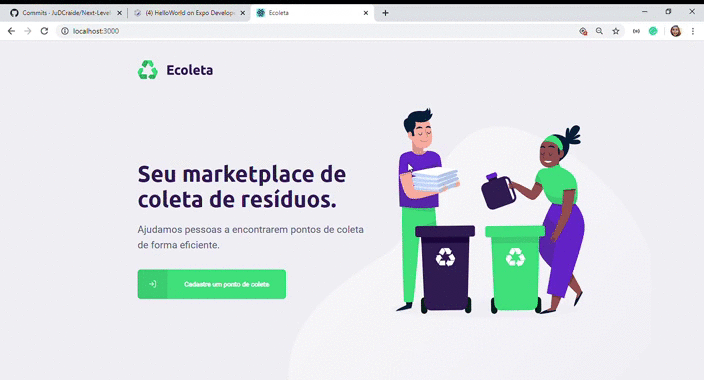 Commits · JuDCraide/Next-Level
(4) HelloWorld on Expo Develop
Ecoleta
localhost:3000
Ecoleta
Seu marketplace de
coleta de resíduos.
Ajudamos pessoas a encontrarem pontos de coleta
de forma eficiente.
Cadastre um ponto de coleta